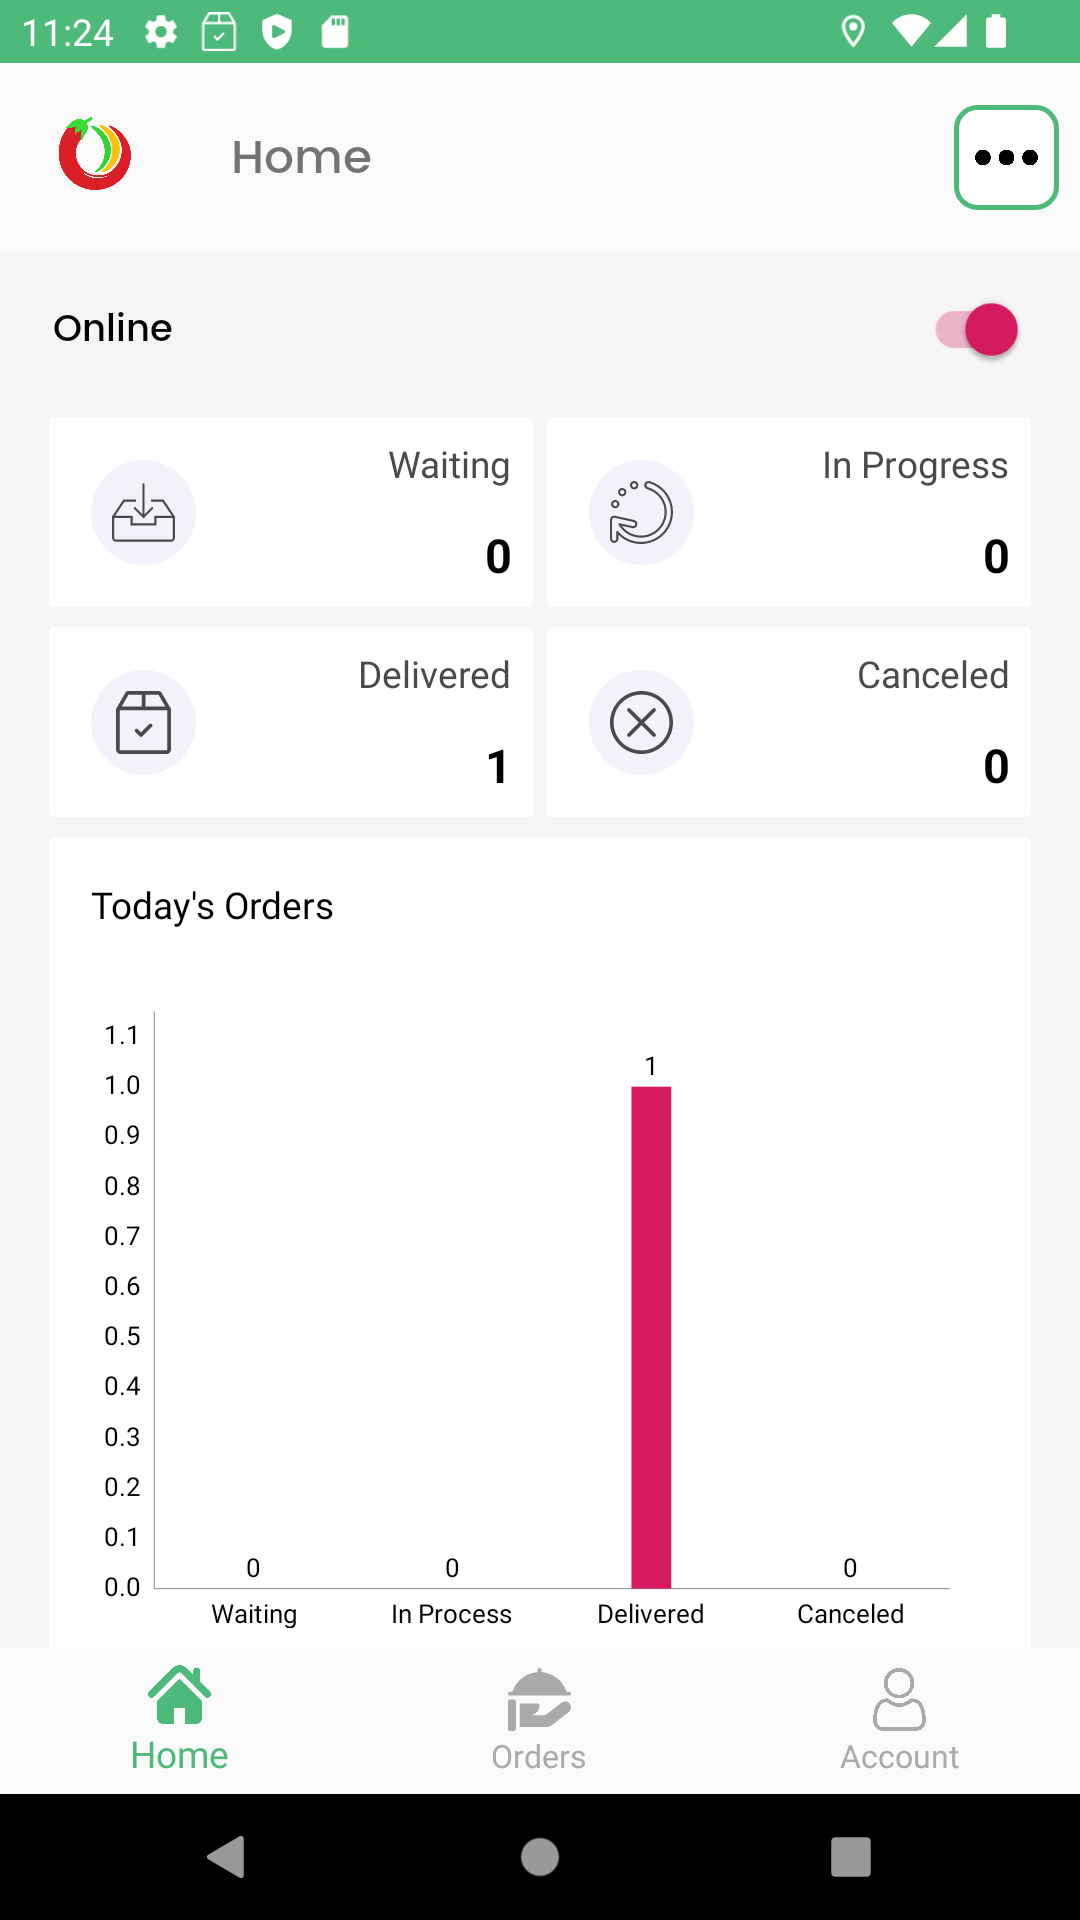 11:24
Home
Online
Waiting
0
In Progress
0
Delivered
1
Canceled
0
Today's Orders
1.1
1.0
0.9
0.8
0.7
0.6
0.5
0.4
0.3
0.2
0.1
0.0
0
0
1
0
Waiting
In Process
Delivered
Canceled
Home
Orders
Account